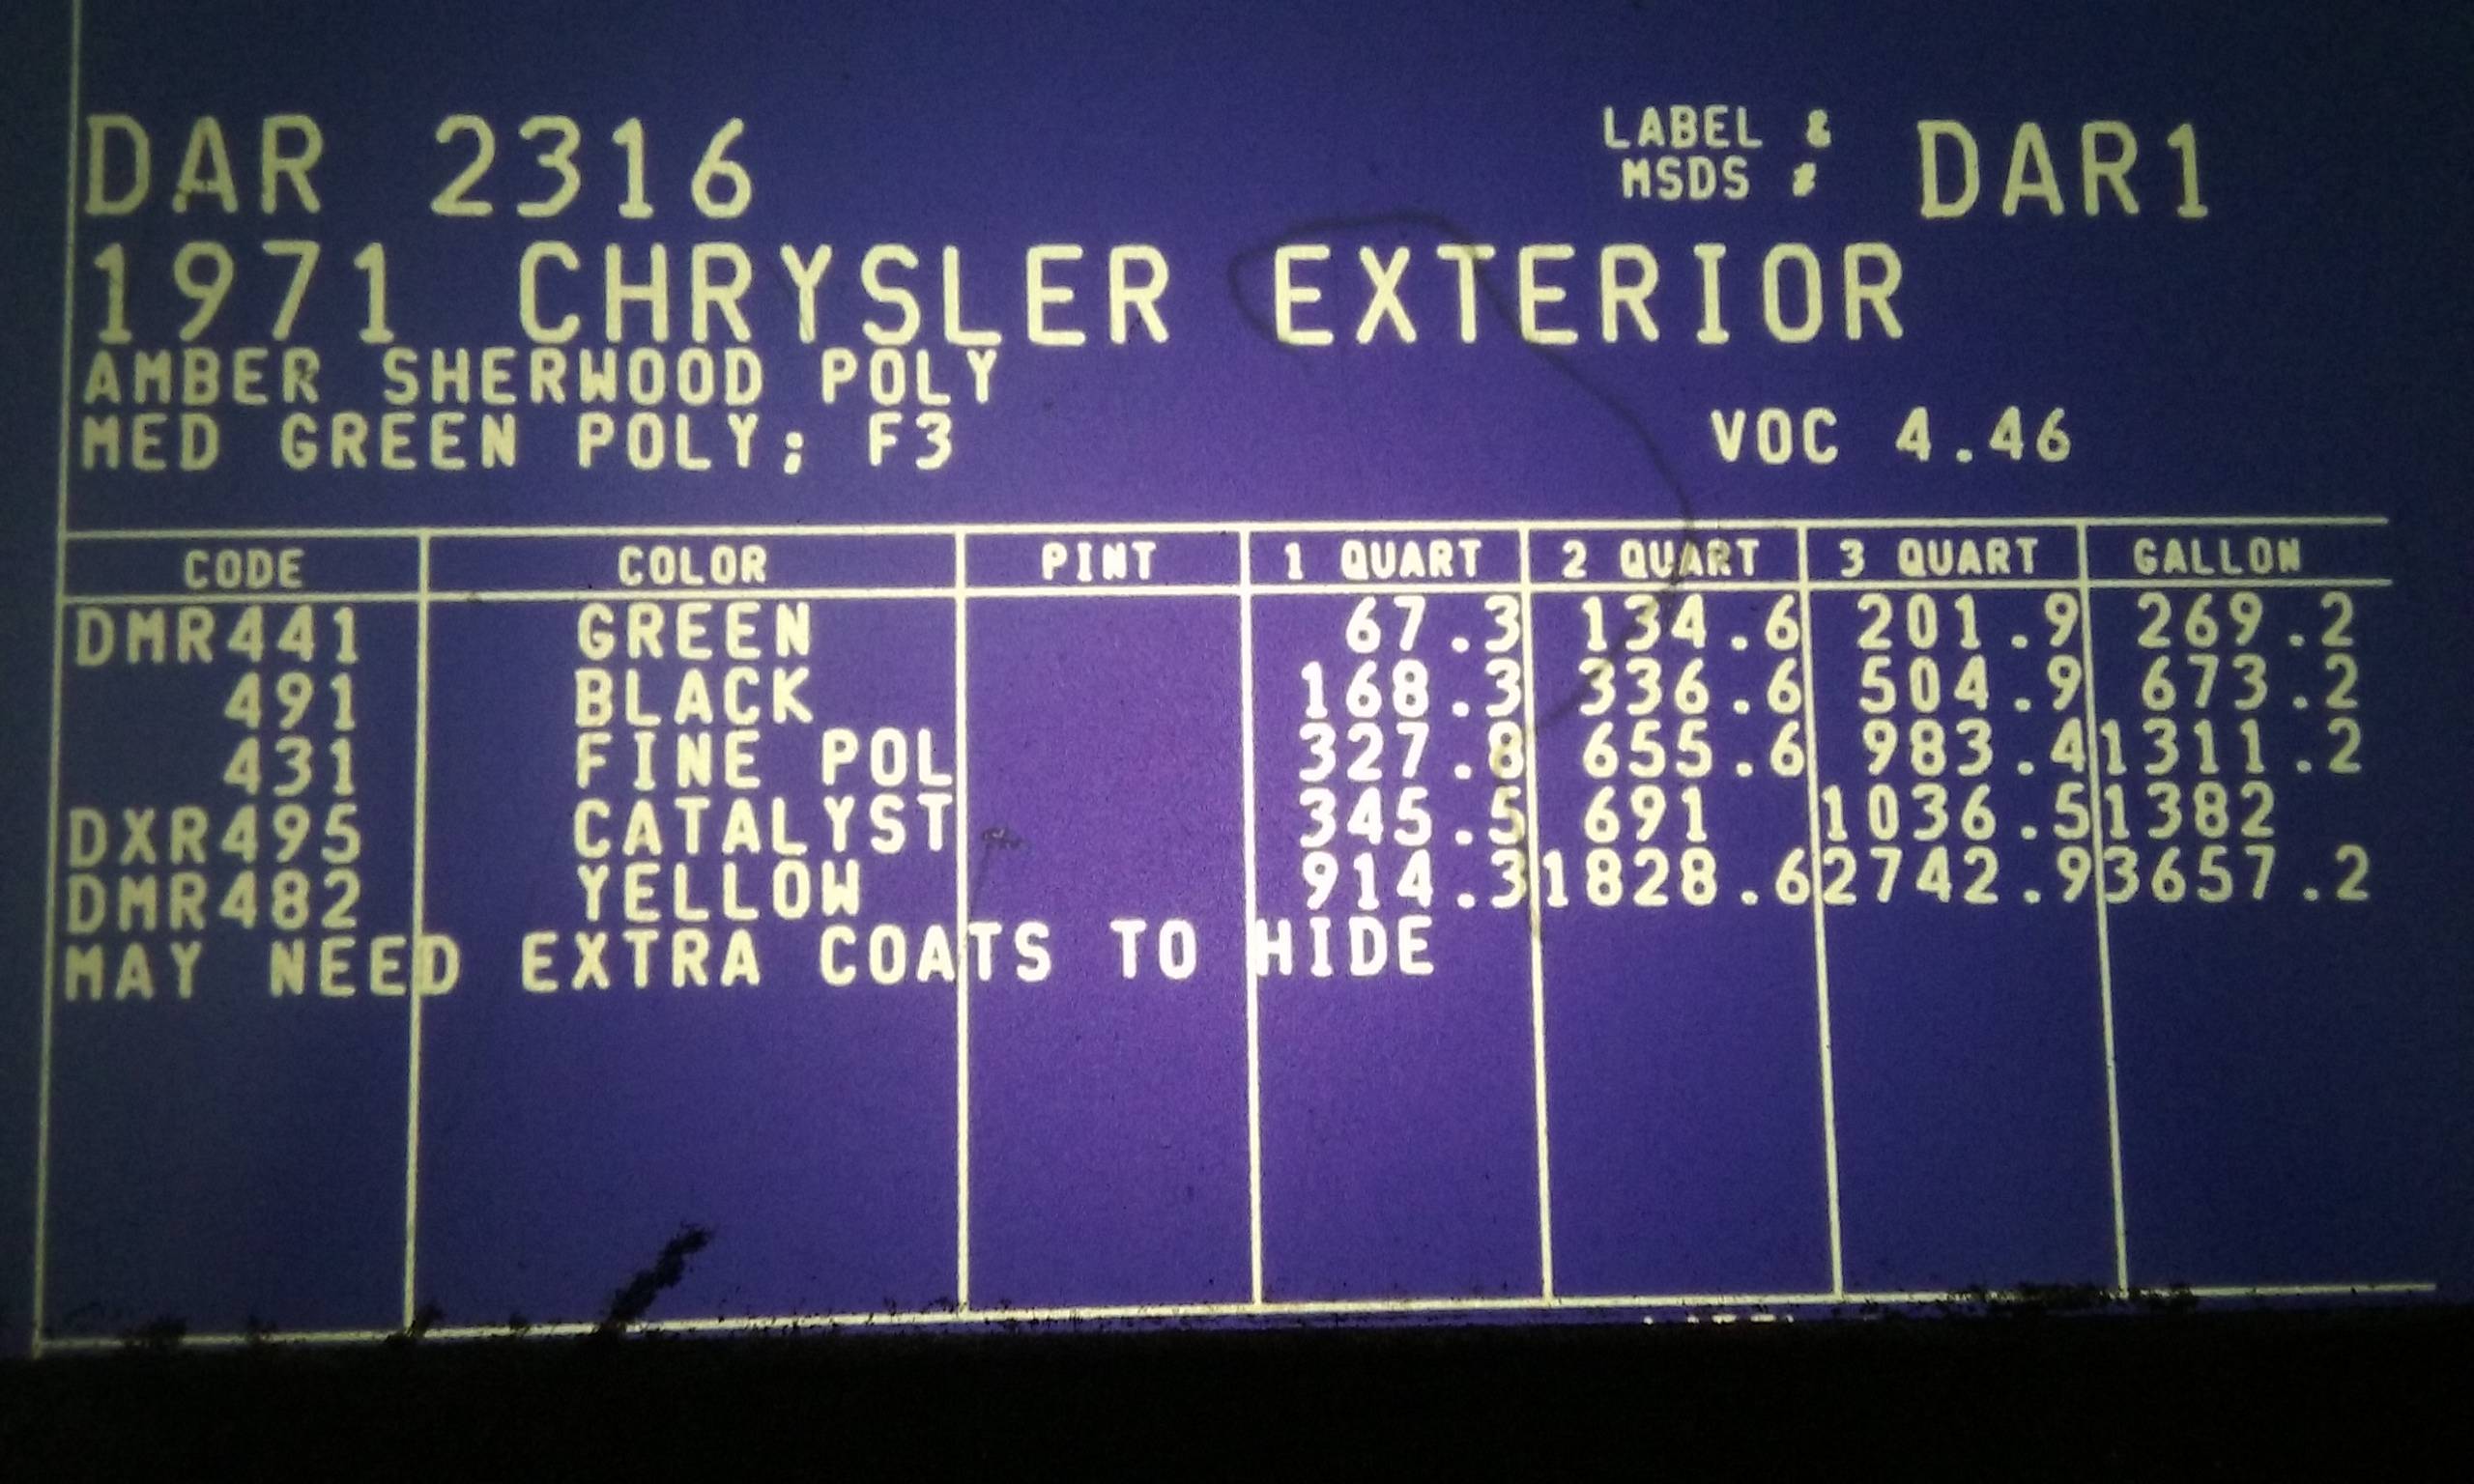 DAR 2316
LABEL &
MSDS #
DAR1
1971 CHRYSLER EXTERIOR
AMBER SHERWOOD POLY
MED GREEN POLY; F3
VOC 4.46
CODE COLOR PINT 1 QUART 2 QUART 3 QUART GALLON
DMR441 GREEN 67.3 134.6 201.9 269.2
491 BLACK 168.3 336.6 504.9 673.2
431 FINE POL 327.8 655.6 983.4 1311.2
DXR495 CATALYST 345.5 691 1036.5 1382
DMR482 YELLOW 914.3 1828.6 2742.9 3657.2
MAY NEED EXTRA COATS TO HIDE